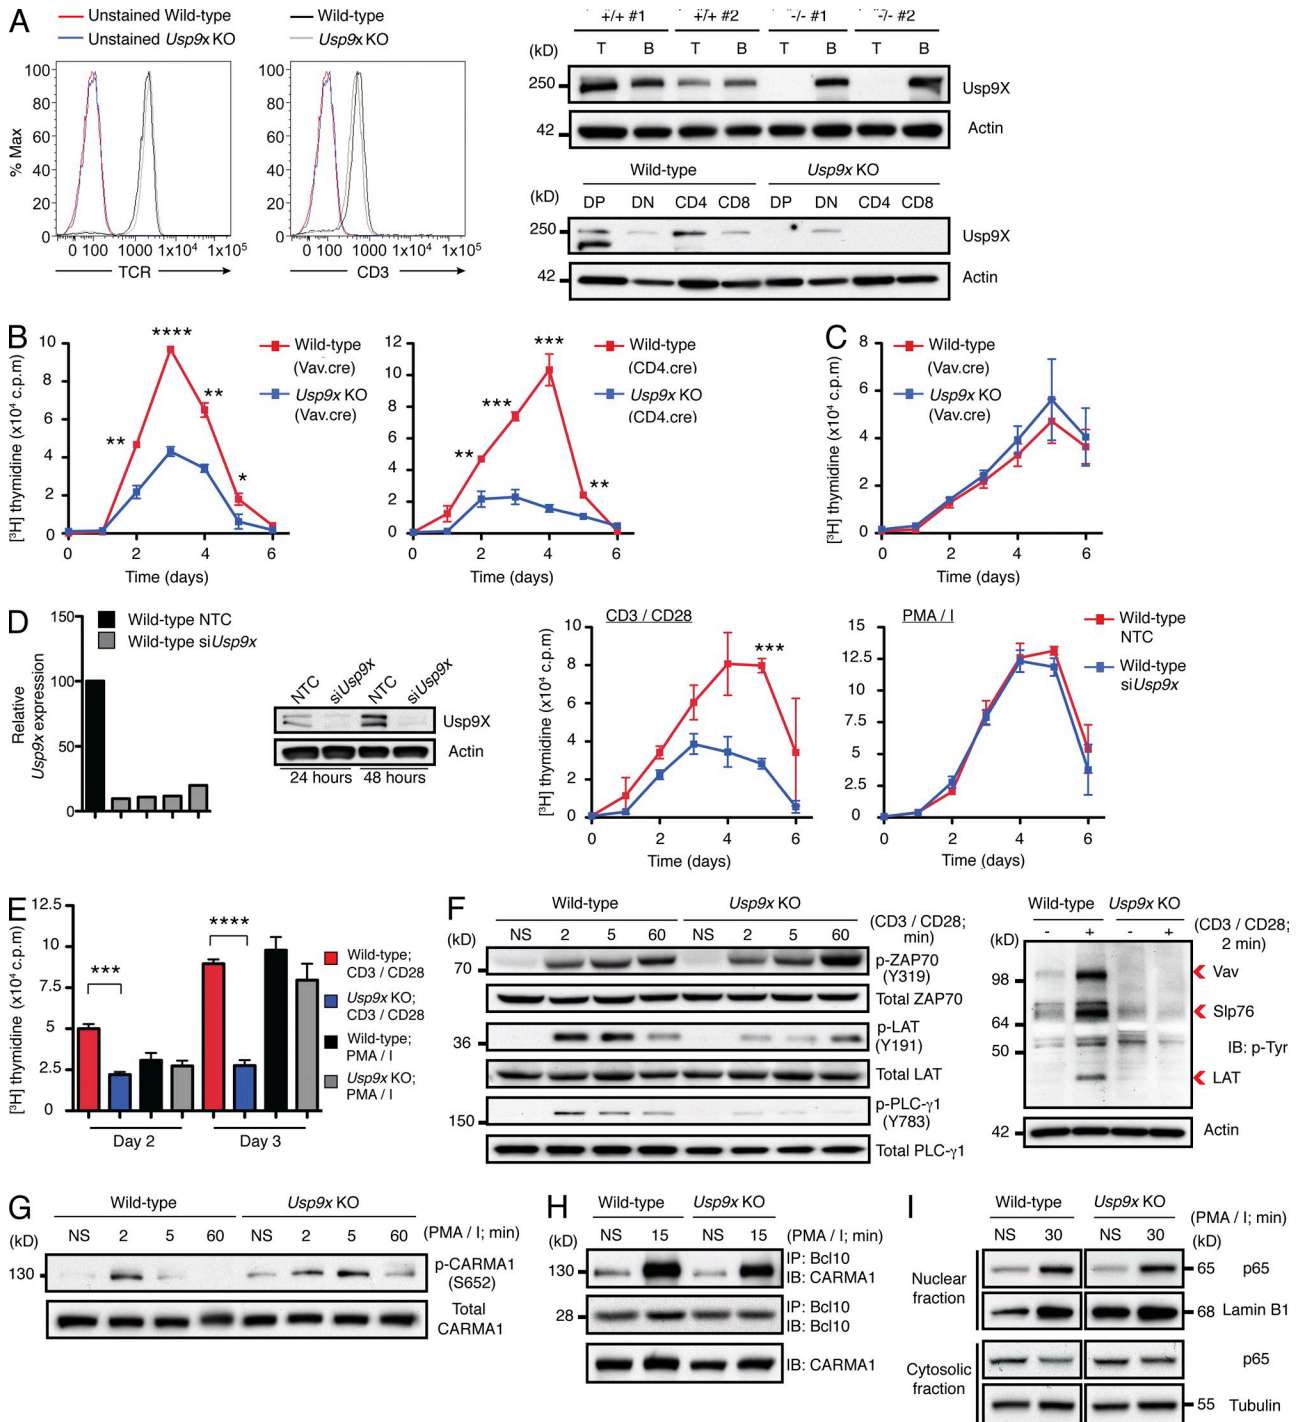 A
Unstained Wild-type
Unstained Usp9x KO
Wild-type
Usp9x KO
% Max
100
80
60
40
20
0
0 100 1000 1x10⁴ 1x10⁵
TCR
100
80
60
40
20
0
0 100 1000 1x10⁴ 1x10⁵
CD3
+/+ #1 +/+ #2 -/- #1 -/- #2
(kD) T B T B T B T B
250 Usp9X
42 Actin
Wild-type Usp9x KO
(kD) DP DN CD4 CD8 DP DN CD4 CD8
250 Usp9X
42 Actin
B
[³H] thymidine (x10⁴ c.p.m)
10
8
6
4
2
0
0 2 4 6
Time (days)
** **** ** *
Wild-type
(Vav.cre)
Usp9x KO
(Vav.cre)
12
10
8
6
4
2
0
0 2 4 6
Time (days)
** *** *** **
Wild-type
(CD4.cre)
Usp9x KO
(CD4.cre)
C
[³H] thymidine (x10⁴ c.p.m)
8
6
4
2
0
0 2 4 6
Time (days)
Wild-type
(Vav.cre)
Usp9x KO
(Vav.cre)
D
Relative
Usp9x expression
150
100
50
0
Wild-type NTC
Wild-type siUsp9x
NTC siUsp9x NTC siUsp9x
Usp9X
Actin
24 hours 48 hours
CD3 / CD28
[³H] thymidine (x10⁴ c.p.m)
10
8
6
4
2
0
0 2 4 6
Time (days)
***
PMA / I
15
12.5
10
7.5
5
2.5
0
0 2 4 6
Time (days)
Wild-type
NTC
Wild-type
siUsp9x
E
[³H] thymidine (x10⁴ c.p.m)
12.5
10
7.5
5
2.5
0
*** ****
Day 2 Day 3
Wild-type;
CD3 / CD28
Usp9x KO;
CD3 / CD28
Wild-type;
PMA / I
Usp9x KO;
PMA / I
F
Wild-type Usp9x KO
(kD) NS 2 5 60 NS 2 5 60 (CD3 / CD28;
min)
70 p-ZAP70
(Y319)
Total ZAP70
36 p-LAT
(Y191)
Total LAT
150 p-PLC-γ1
(Y783)
Total PLC-γ1
Wild-type Usp9x KO
(kD) - + - + (CD3 / CD28;
2 min)
98 Vav
64 Slp76
50 IB: p-Tyr
LAT
42 Actin
G
Wild-type Usp9x KO
(kD) NS 2 5 60 NS 2 5 60 (PMA / I; min)
130 p-CARMA1
(S652)
Total
CARMA1
H
Wild-type Usp9x KO
(kD) NS 15 NS 15 (PMA / I; min)
130 IP: Bcl10
IB: CARMA1
28 IP: Bcl10
IB: Bcl10
IB: CARMA1
I
Wild-type Usp9x KO
NS 30 NS 30 (PMA / I; min)
(kD)
Nuclear
fraction
65 p65
68 Lamin B1
Cytosolic
fraction
p65
55 Tubulin